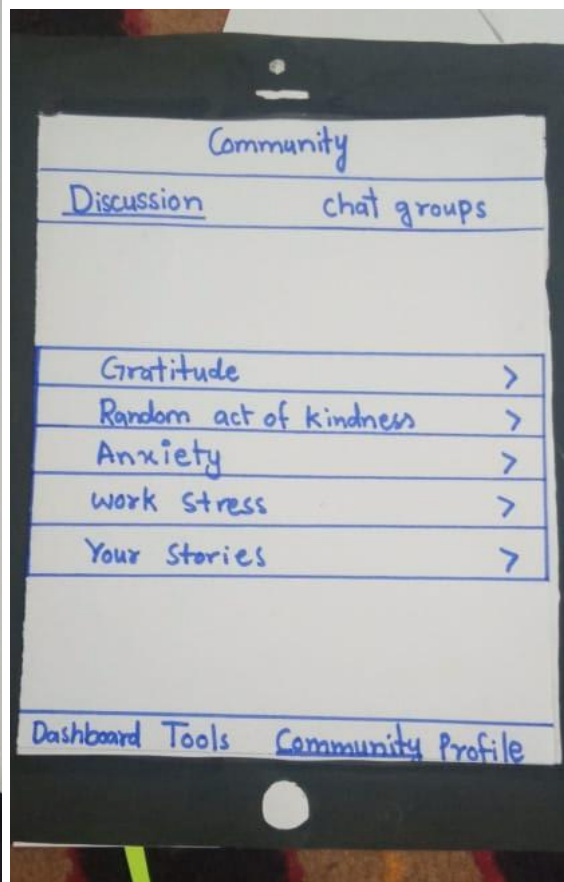 Community
Discussion chat groups
Gratitude >
Random act of kindness >
Anxiety >
work stress >
Your Stories >
Dashboard Tools Community Profile